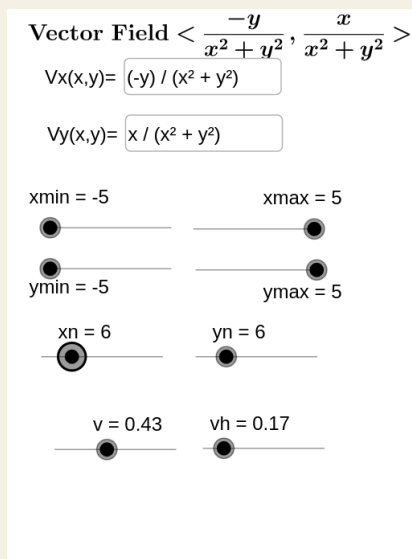 Vector Field < -y / x² + y² , x / x² + y² >
Vx(x,y)= (-y) / (x² + y²)
Vy(x,y)= x / (x² + y²)
xmin = -5 xmax = 5
ymin = -5 ymax = 5
xn = 6 yn = 6
v = 0.43 vh = 0.17